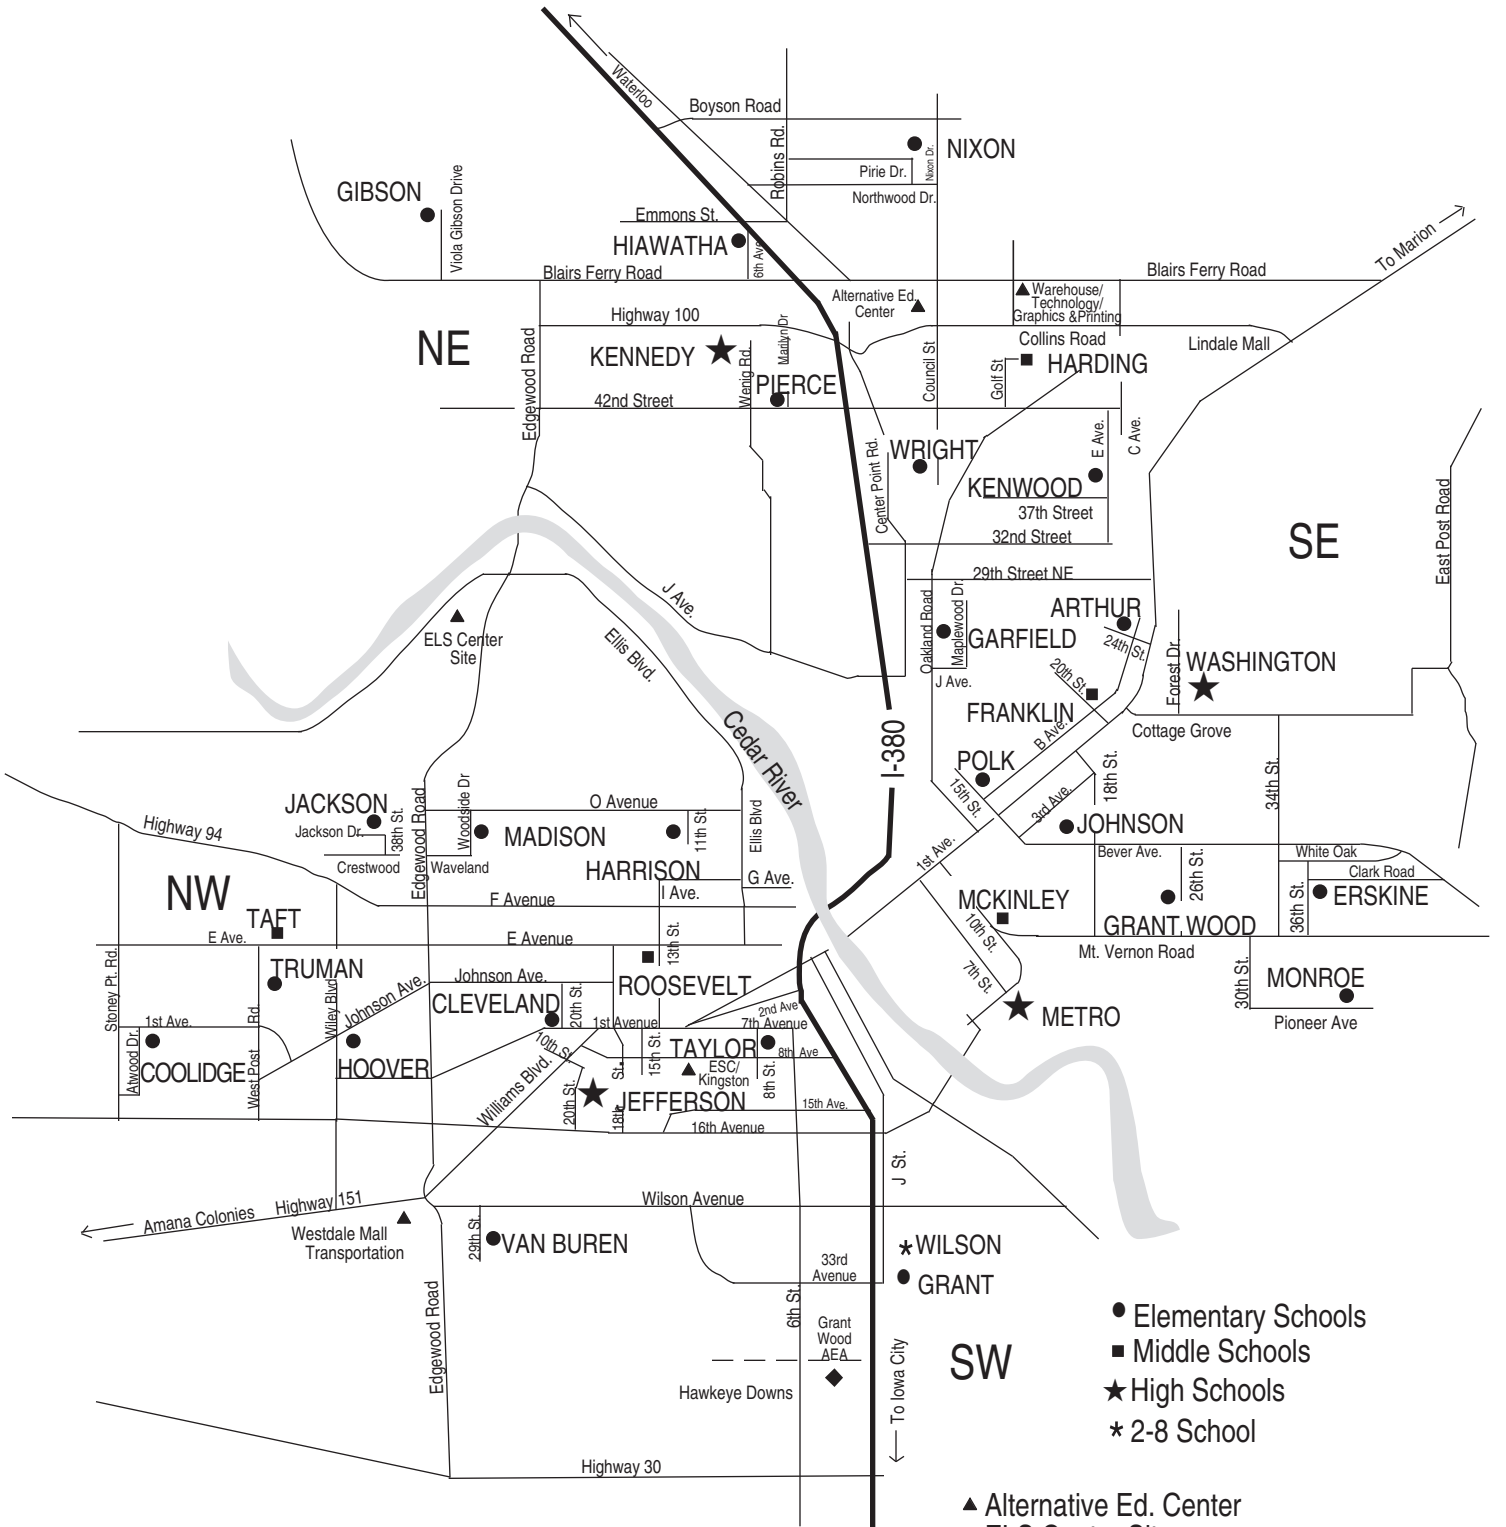 Waterloo
Boyson Road
Robins Rd.
NIXON
Nixon Dr.
Pirie Dr.
Northwood Dr.
GIBSON
Viola Gibson Drive
Emmons St.
HIAWATHA
6th Ave
To Marion
Blairs Ferry Road
Blairs Ferry Road
Alternative Ed.
Center
Warehouse/
Technology/
Graphics & Printing
Highway 100
Collins Road
Lindale Mall
NE
Edgewood Road
KENNEDY
Wenig Rd.
Marilyn Dr
PIERCE
Council St
Golf St
HARDING
42nd Street
WRIGHT
Center Point Rd.
E Ave.
C Ave.
KENWOOD
37th Street
32nd Street
SE
East Post Road
29th Street NE
J Ave.
ELS Center
Site
Ellis Blvd.
Oakland Road
Maplewood Dr.
GARFIELD
ARTHUR
24th St.
J Ave.
20th St.
Forest Dr.
WASHINGTON
FRANKLIN
B Ave.
Cottage Grove
Cedar River
I-380
POLK
15th St.
18th St.
3rd Ave.
34th St.
JACKSON
Jackson Dr.
38th St.
Crestwood
Highway 94
Edgewood Road
Woodside Dr
Waveland
O Avenue
MADISON
11th St.
Ellis Blvd
HARRISON
G Ave.
I Ave.
F Avenue
1st Ave.
JOHNSON
Bever Ave.
White Oak
Clark Road
26th St.
36th St.
ERSKINE
NW
TAFT
E Ave.
E Avenue
13th St.
MCKINLEY
10th St.
7th St.
GRANT WOOD
Mt. Vernon Road
Stoney Pt. Rd.
TRUMAN
Wiley Blvd
Johnson Ave.
Johnson Ave.
CLEVELAND
20th St.
ROOSEVELT
30th St.
MONROE
Pioneer Ave
METRO
1st Ave.
Atwood Dr.
COOLIDGE
West Post
Rd.
HOOVER
1st Avenue
2nd Ave
7th Avenue
10th St.
15th St.
TAYLOR
8th Ave
ESC/
Kingston
8th St.
Williams Blvd.
20th St.
18th
St.
JEFFERSON
15th Ave.
16th Avenue
J St.
Amana Colonies
Highway 151
Westdale Mall
Transportation
Wilson Avenue
29th St.
VAN BUREN
33rd
Avenue
WILSON
GRANT
Edgewood Road
6th St.
Grant
Wood
AEA
Hawkeye Downs
To Iowa City
SW
Highway 30
Elementary Schools
Middle Schools
High Schools
* 2-8 School
Alternative Ed. Center